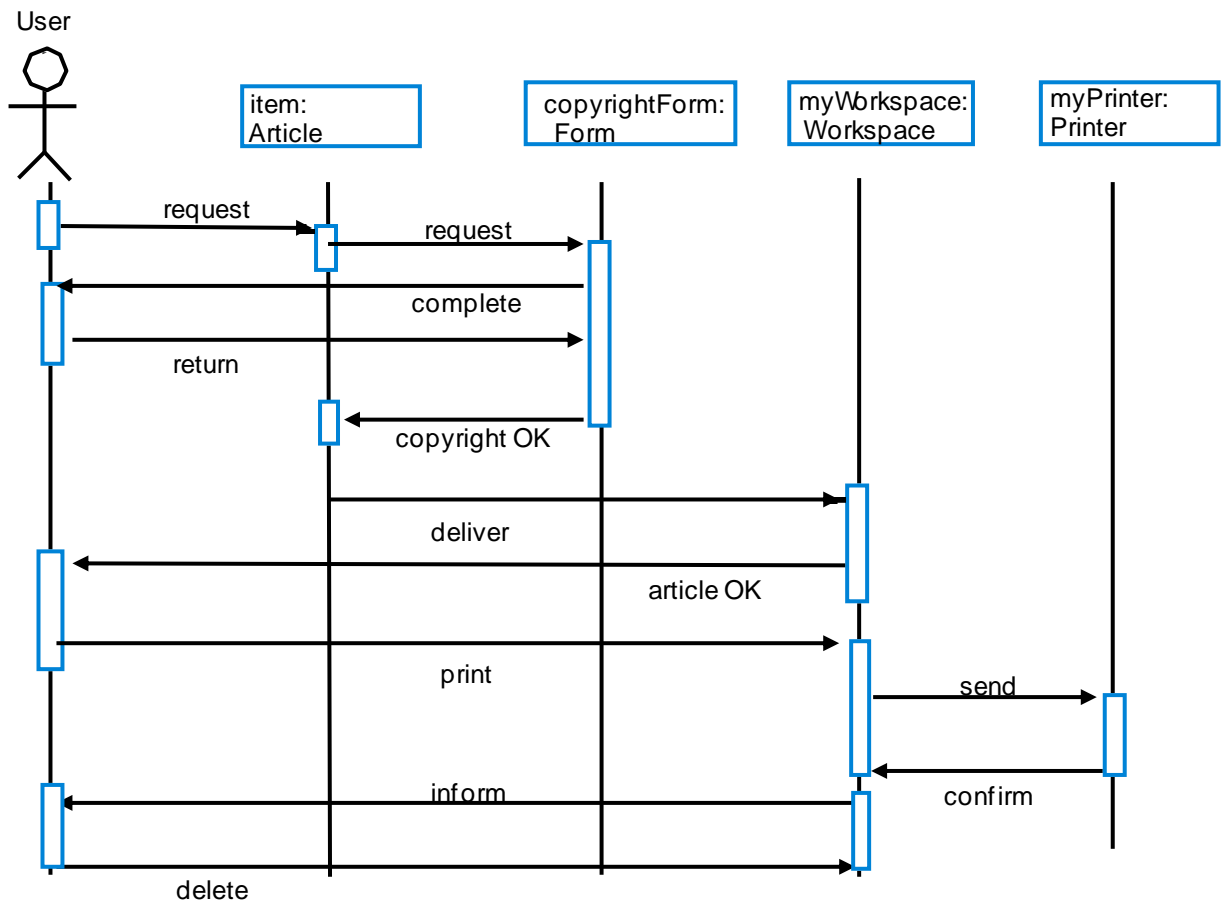 User
item:
Article
copyrightForm:
Form
myWorkspace:
Workspace
myPrinter:
Printer
request
request
complete
return
copyright OK
deliver
article OK
print
send
inform
confirm
delete